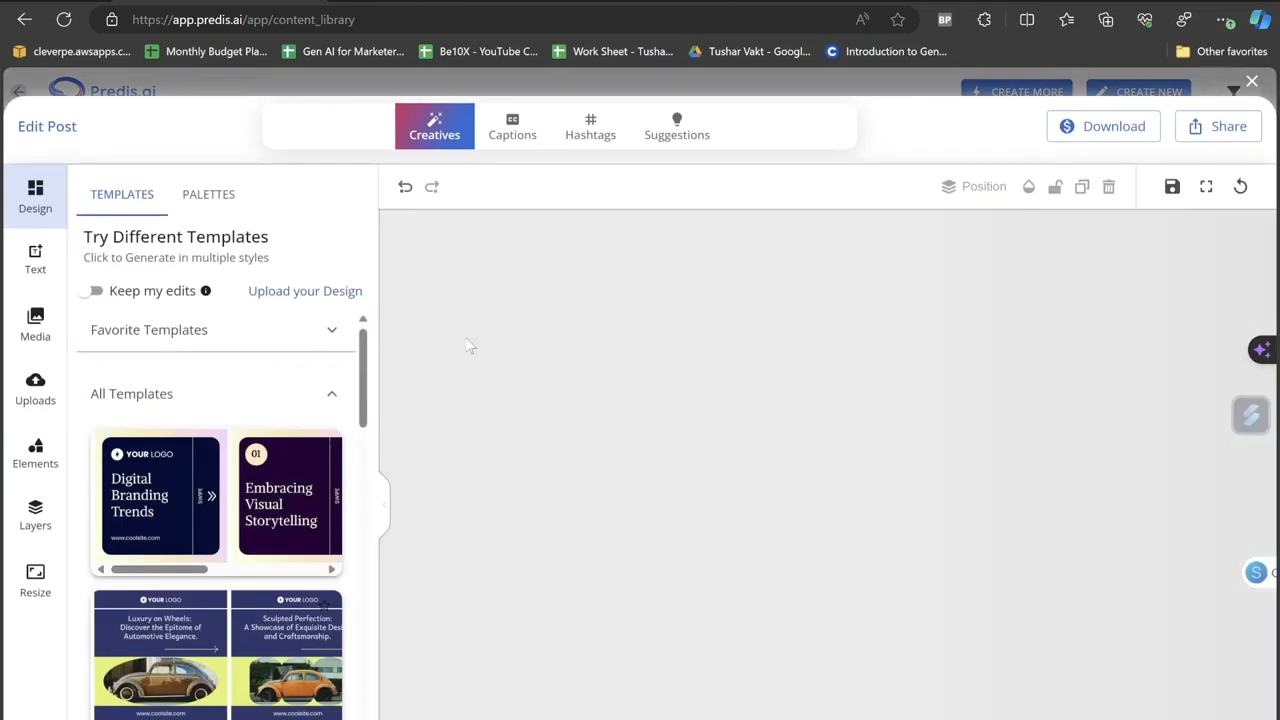 https://app.predis.ai/app/content_library
BP
cleverpe.awsapps.c...
Monthly Budget Pla...
Gen AI for Marketer...
Be10X - YouTube C...
Work Sheet - Tusha...
Tushar Vakt - Googl...
Introduction to Gen...
Other favorites
Predis.ai
CREATE MORE
CREATE NEW
Edit Post
Creatives
Captions
Hashtags
Suggestions
Download
Share
Design
Text
Media
Uploads
Elements
Layers
Resize
TEMPLATES
PALETTES
Position
Try Different Templates
Click to Generate in multiple styles
Keep my edits
Upload your Design
Favorite Templates
All Templates
YOUR LOGO
Digital
Branding
Trends
SWIPE
www.coolsite.com
01
Embracing
Visual
Storytelling
SWIPE
YOUR LOGO
Luxury on Wheels:
Discover the Epitome of
Automotive Elegance.
www.coolsite.com
YOUR LOGO
Sculpted Perfection:
A Showcase of Exquisite Desi
and Craftsmanship.
www.coolsite.com